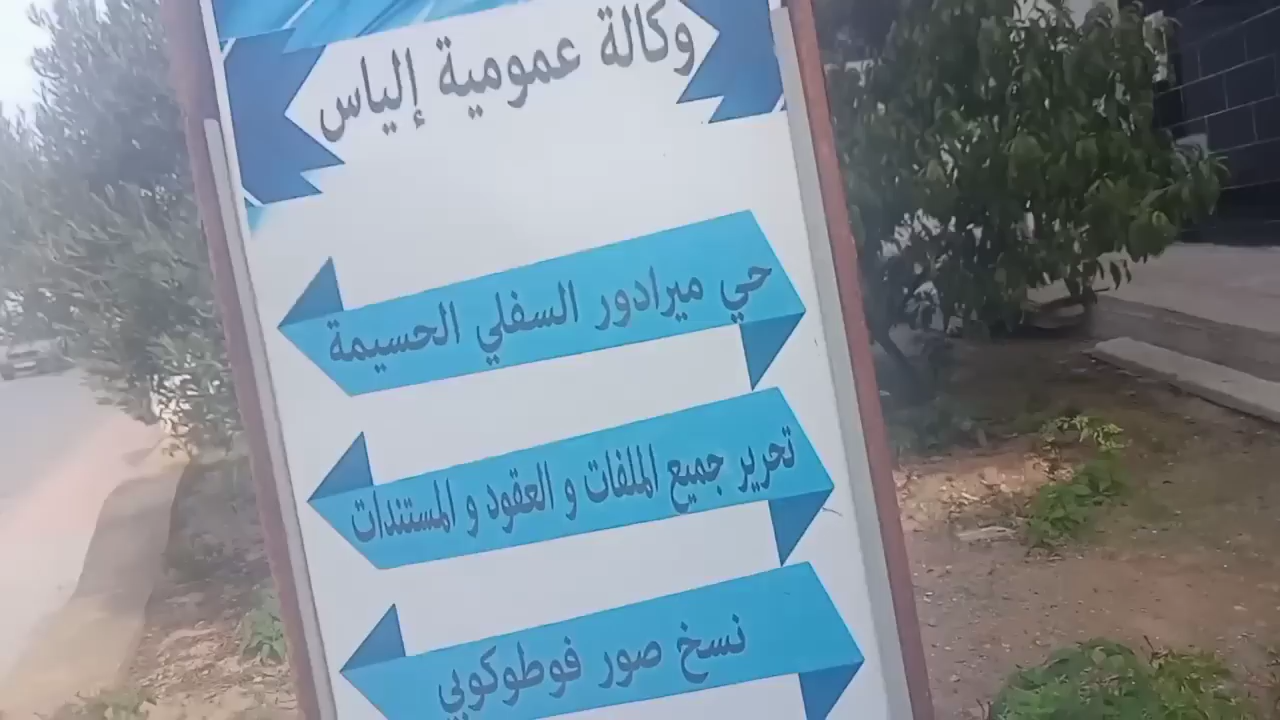 وكالة عمومية إلياس
حي ميرادور السفلي الحسيمة
تحرير جميع الملفات و العقود و المستندات
نسخ صور فوطوكوبي